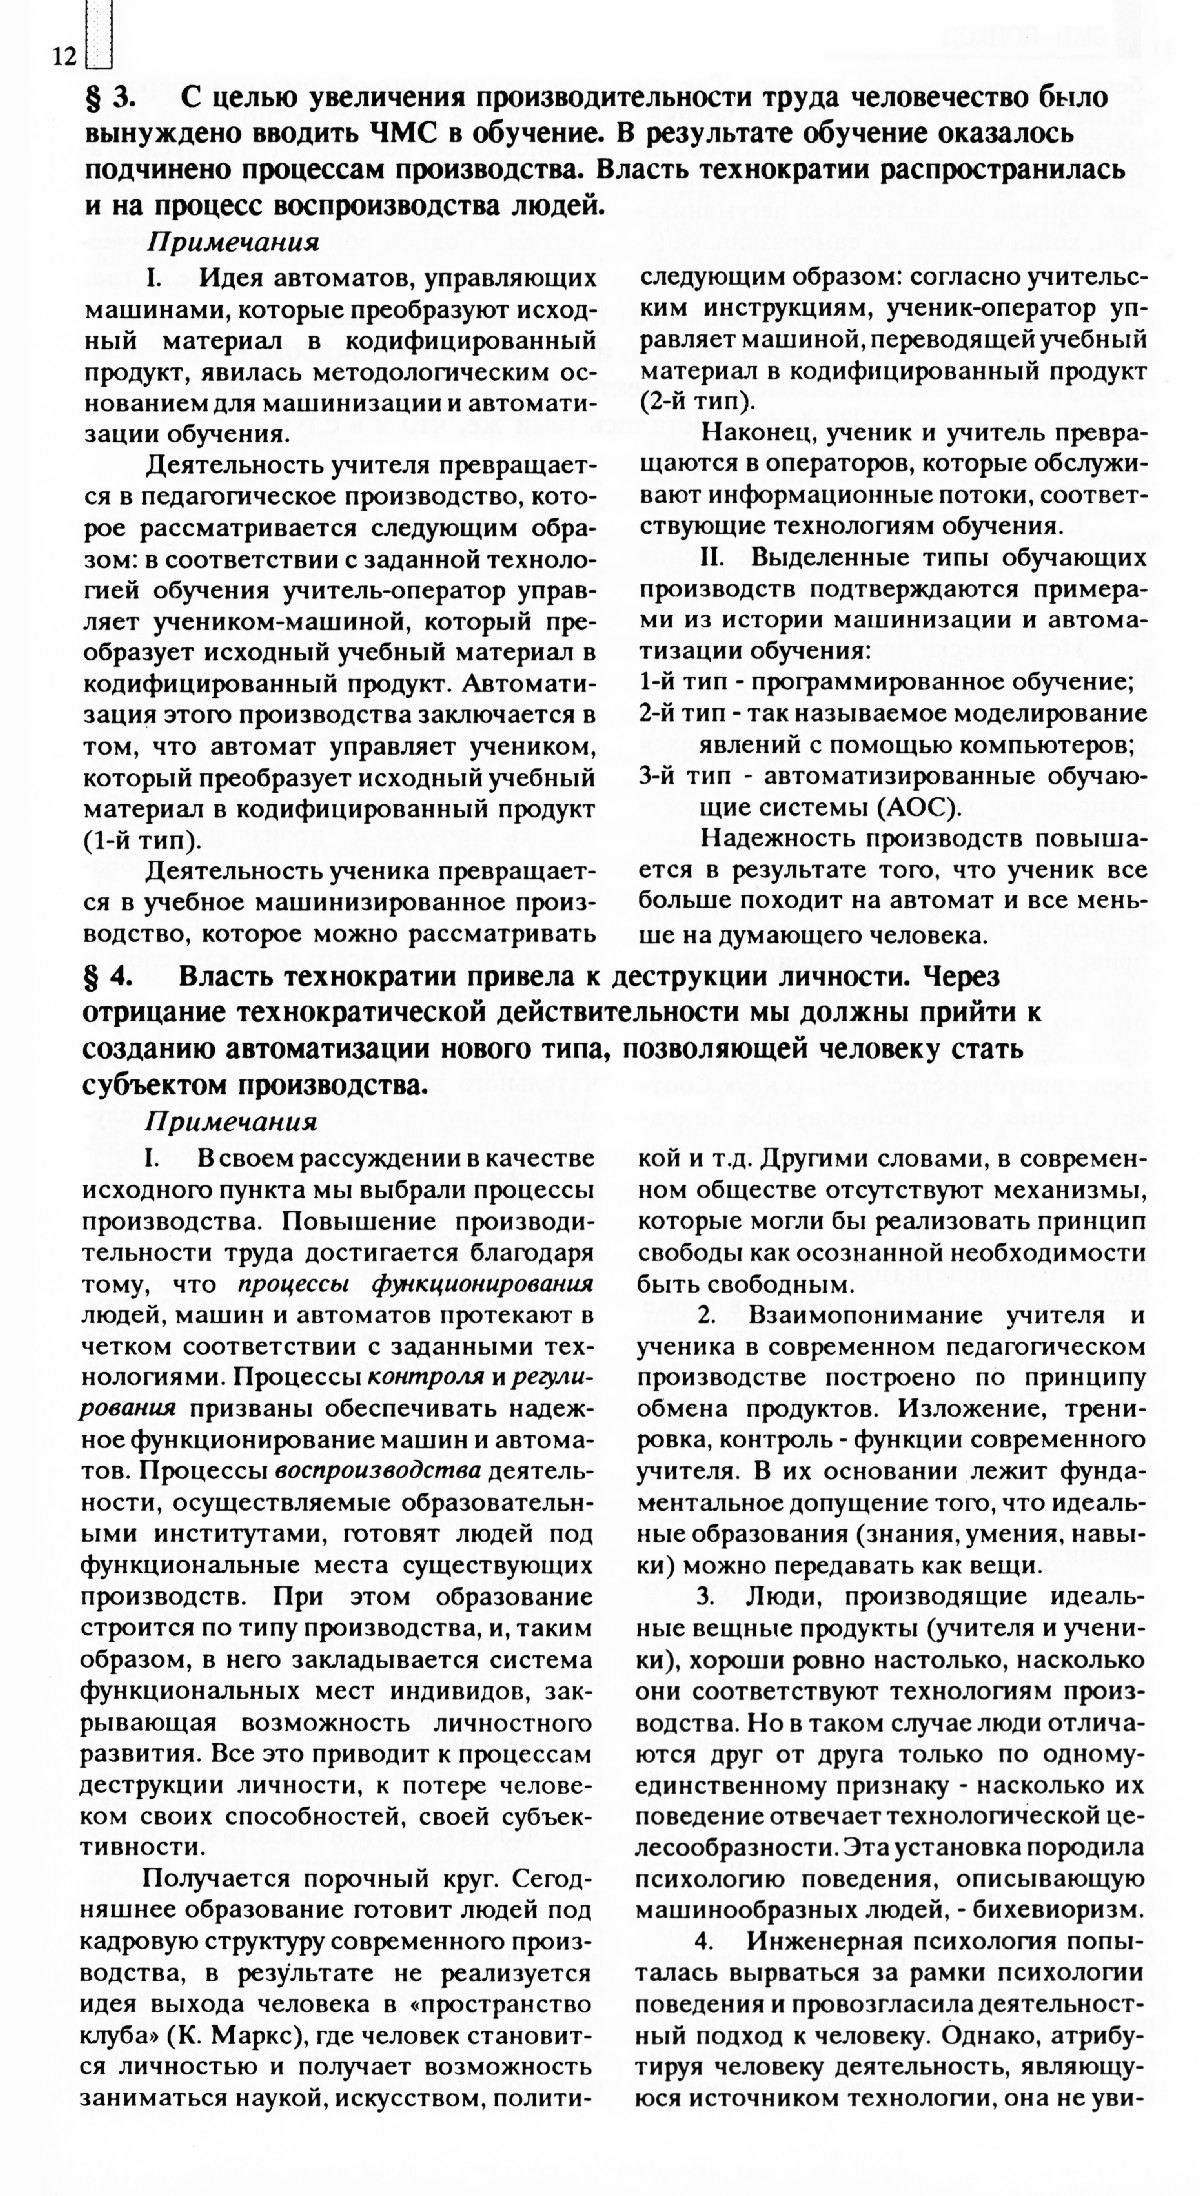 12
§ 3. С целью увеличения производительности труда человечество было
вынуждено вводить ЧМС в обучение. В результате обучение оказалось
подчинено процессам производства. Власть технократии распространилась
и на процесс воспроизводства людей.
Примечания
I. Идея автоматов, управляющих
машинами, которые преобразуют исход-
ный материал в кодифицированный
продукт, явилась методологическим ос-
нованием для машинизации и автомати-
зации обучения.
Деятельность учителя превращает-
ся в педагогическое производство, кото-
рое рассматривается следующим обра-
зом: в соответствии с заданной техноло-
гией обучения учитель-оператор управ-
ляет учеником-машиной, который пре-
образует исходный учебный материал в
кодифицированный продукт. Автомати-
зация этого производства заключается в
том, что автомат управляет учеником,
который преобразует исходный учебный
материал в кодифицированный продукт
(1-й тип).
Деятельность ученика превращает-
ся в учебное машинизированное произ-
водство, которое можно рассматривать
следующим образом: согласно учительс-
ким инструкциям, ученик-оператор уп-
равляет машиной, переводящей учебный
материал в кодифицированный продукт
(2-й тип).
Наконец, ученик и учитель превра-
щаются в операторов, которые обслужи-
вают информационные потоки, соответ-
ствующие технологиям обучения.
II. Выделенные типы обучающих
производств подтверждаются примера-
ми из истории машинизации и автома-
тизации обучения:
1-й тип - программированное обучение;
2-й тип - так называемое моделирование
явлений с помощью компьютеров;
3-й тип - автоматизированные обучаю-
щие системы (АОС).
Надежность производств повыша-
ется в результате того, что ученик все
больше походит на автомат и все мень-
ше на думающего человека.
§ 4. Власть технократии привела к деструкции личности. Через
отрицание технократической действительности мы должны прийти к
созданию автоматизации нового типа, позволяющей человеку стать
субъектом производства.
Примечания
I. В своем рассуждении в качестве
исходного пункта мы выбрали процессы
производства. Повышение производи-
тельности труда достигается благодаря
тому, что процессы функционирования
людей, машин и автоматов протекают в
четком соответствии с заданными тех-
нологиями. Процессы контроля и регули-
рования призваны обеспечивать надеж-
ное функционирование машин и автома-
тов. Процессы воспроизводства деятель-
ности, осуществляемые образовательн-
ыми институтами, готовят людей под
функциональные места существующих
производств. При этом образование
строится по типу производства, и, таким
образом, в него закладывается система
функциональных мест индивидов, зак-
рывающая возможность личностного
развития. Все это приводит к процессам
деструкции личности, к потере челове-
ком своих способностей, своей субъек-
тивности.
Получается порочный круг. Сегод-
няшнее образование готовит людей под
кадровую структуру современного произ-
водства, в результате не реализуется
идея выхода человека в «пространство
клуба» (К. Маркс), где человек становит-
ся личностью и получает возможность
заниматься наукой, искусством, полити-
кой и т.д. Другими словами, в современ-
ном обществе отсутствуют механизмы,
которые могли бы реализовать принцип
свободы как осознанной необходимости
быть свободным.
2. Взаимопонимание учителя и
ученика в современном педагогическом
производстве построено по принципу
обмена продуктов. Изложение, трени-
ровка, контроль - функции современного
учителя. В их основании лежит фунда-
ментальное допущение того, что идеаль-
ные образования (знания, умения, навы-
ки) можно передавать как вещи.
3. Люди, производящие идеаль-
ные вещные продукты (учителя и учени-
ки), хороши ровно настолько, насколько
они соответствуют технологиям произ-
водства. Но в таком случае люди отлича-
ются друг от друга только по одному-
единственному признаку - насколько их
поведение отвечает технологической це-
лесообразности. Эта установка породила
психологию поведения, описывающую
машинообразных людей, - бихевиоризм.
4. Инженерная психология попы-
талась вырваться за рамки психологии
поведения и провозгласила деятельност-
ный подход к человеку. Однако, атрибу-
тируя человеку деятельность, являющу-
юся источником технологии, она не уви-